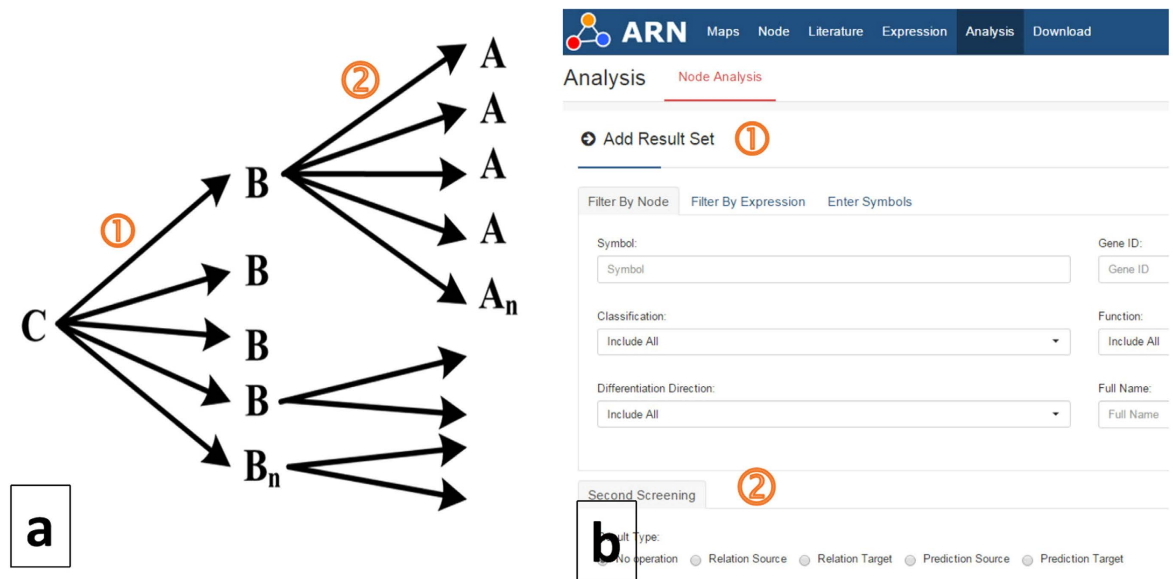 C
①
B
B
B
B
Bn
②
A
A
A
A
An
a
ARN Maps Node Literature Expression Analysis Download
Analysis Node Analysis
Add Result Set ①
Filter By Node Filter By Expression Enter Symbols
Symbol: Gene ID:
Symbol Gene ID
Classification: Function:
Include All Include All
Differentiation Direction: Full Name:
Include All Full Name
Second Screening ②
Type:
No operation Relation Source Relation Target Prediction Source Prediction Target
b